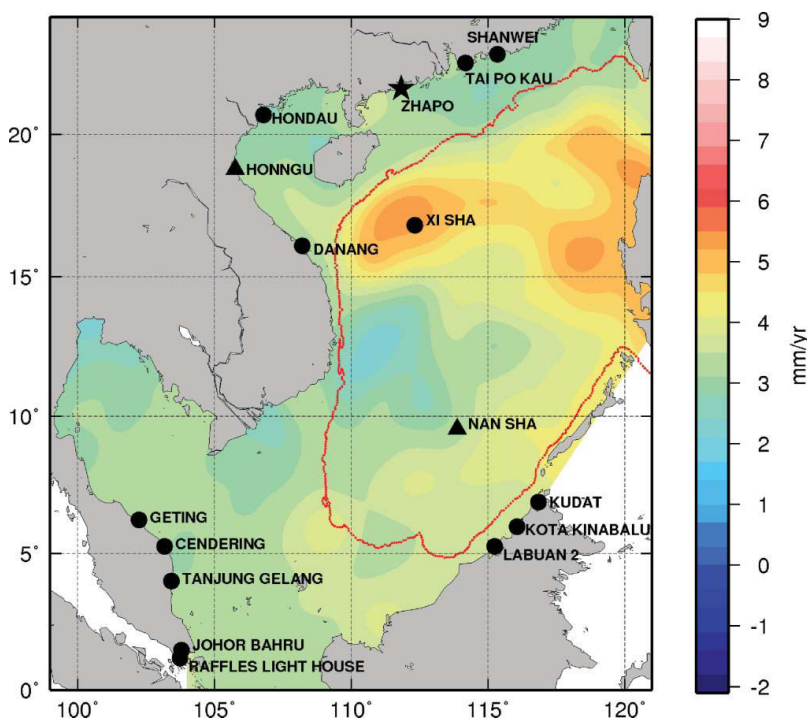 SHANWEI
TAI PO KAU
ZHAPO
HONDAU
HONNGU
XI SHA
DANANG
NAN SHA
KUDAT
KOTA KINABALU
LABUAN 2
GETING
CENDERING
TANJUNG GELANG
JOHOR BAHRU
RAFFLES LIGHT HOUSE
20°
15°
10°
5°
0°
100°
105°
110°
115°
120°
9
8
7
6
5
4
3
2
1
0
-1
-2
mm/yr